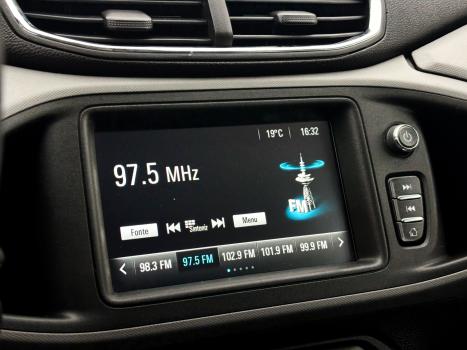 19°C 16:32
97.5 MHz
FM
Fonte Sintoniz Menu
98.3 FM 97.5 FM 102.9 FM 101.9 FM 99.9 FM